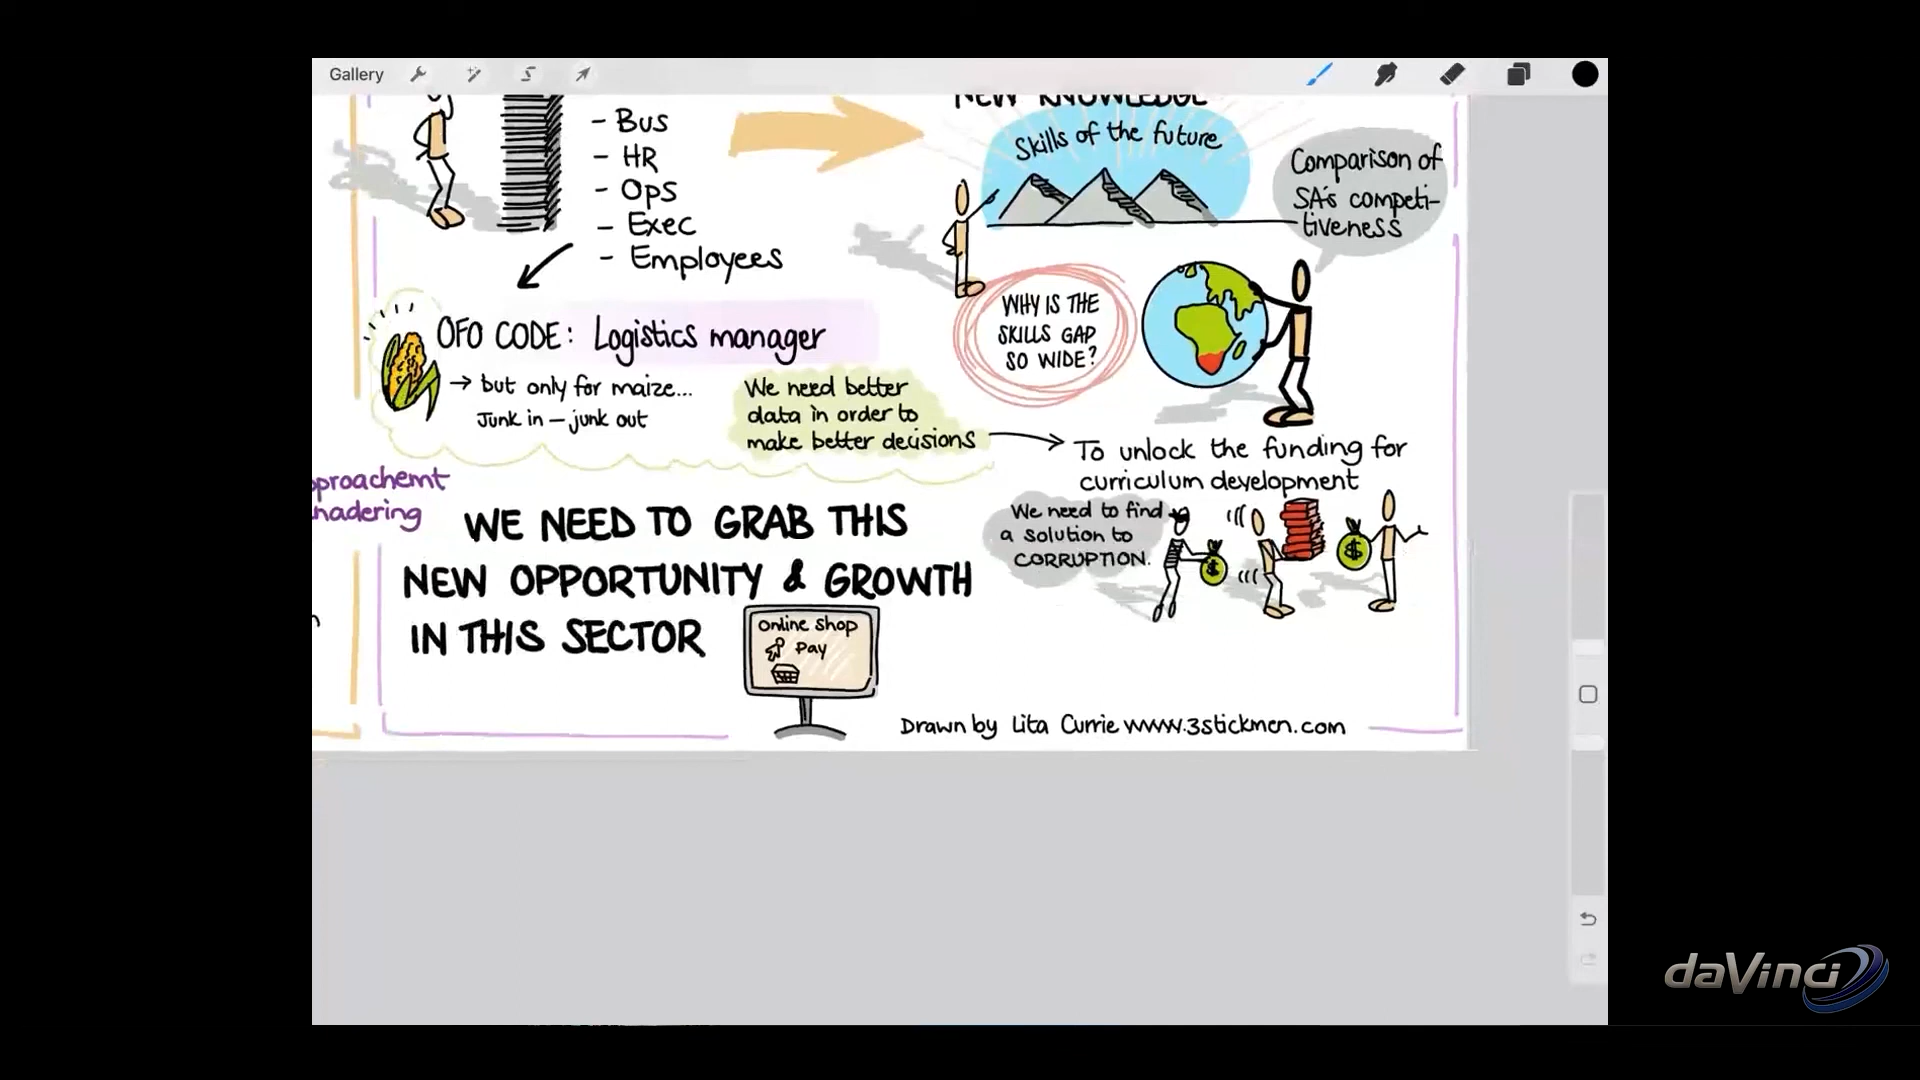 Gallery
- Bus
- HR
- Ops
- Exec
- Employees
NEW KNOWLEDGE
Skills of the future
Comparison of
SA's competi-
tiveness
WHY IS THE
SKILLS GAP
SO WIDE?
OFO CODE: Logistics manager
→ but only for maize...
Junk in – junk out
We need better
data in order to
make better decisions
To unlock the funding for
curriculum development
We need to find
a solution to
CORRUPTION.
$
$
proachemt
hadering
WE NEED TO GRAB THIS
NEW OPPORTUNITY & GROWTH
IN THIS SECTOR
Online shop
Pay
Drawn by Lita Currie www.3stickmen.com
daVinci